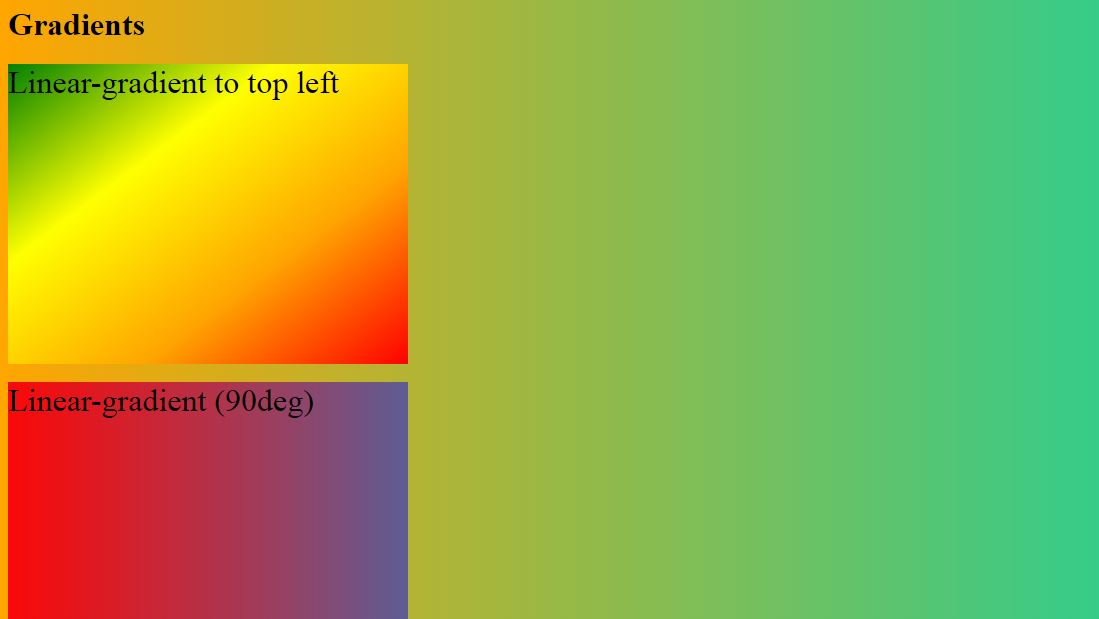 Gradients
Linear-gradient to top left
Linear-gradient (90deg)